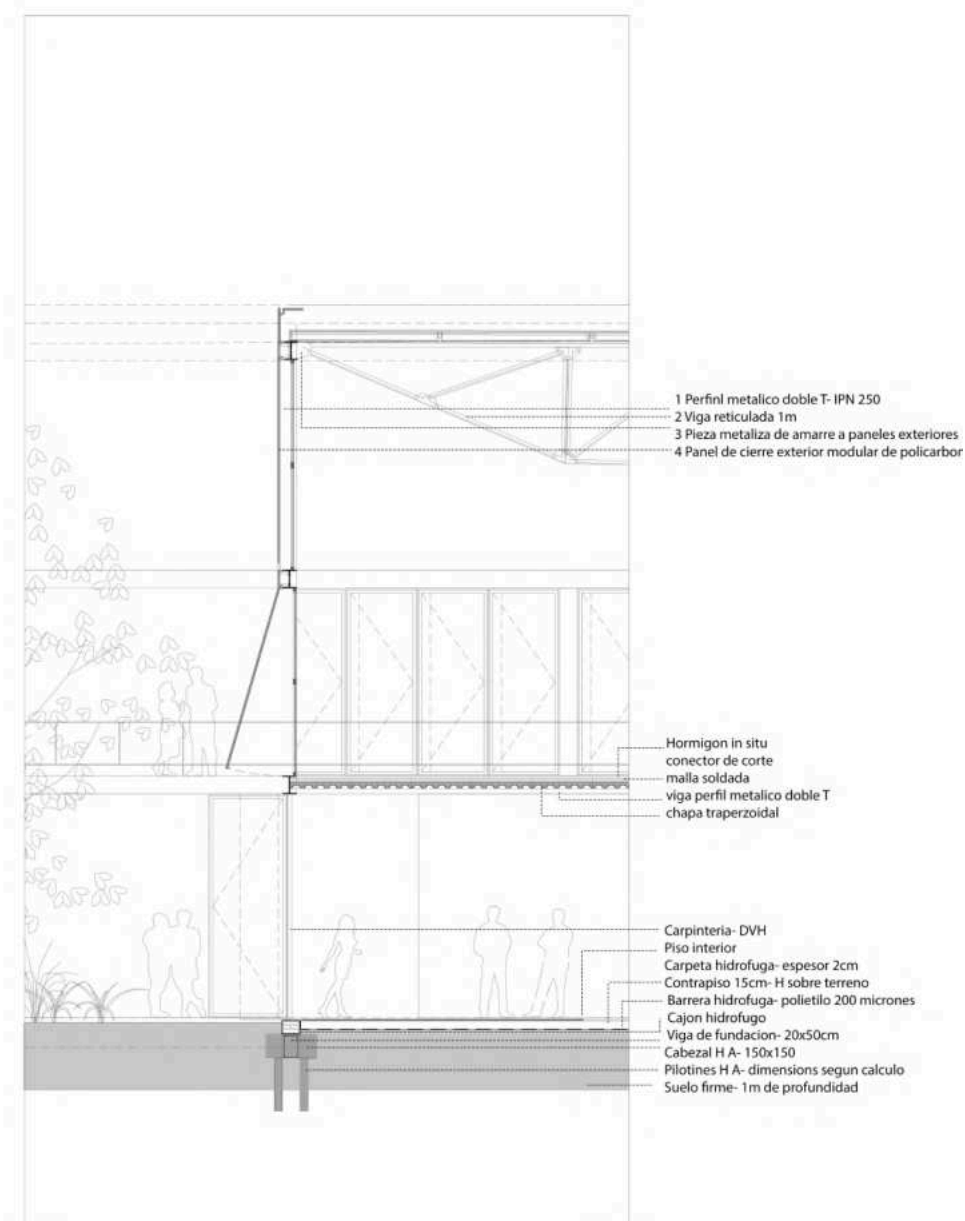 1 Perfinl metalico doble T- IPN 250
2 Viga reticulada 1m
3 Pieza metaliza de amarre a paneles exteriores
4 Panel de cierre exterior modular de policarbon
Hormigon in situ
conector de corte
malla soldada
viga perfil metalico doble T
chapa traperzoidal
Carpinteria- DVH
Piso interior
Carpeta hidrofuga- espesor 2cm
Contrapiso 15cm- H sobre terreno
Barrera hidrofuga- polietilo 200 micrones
Cajon hidrofugo
Viga de fundacion- 20x50cm
Cabezal H A- 150x150
Pilotines H A- dimensions segun calculo
Suelo firme- 1m de profundidad